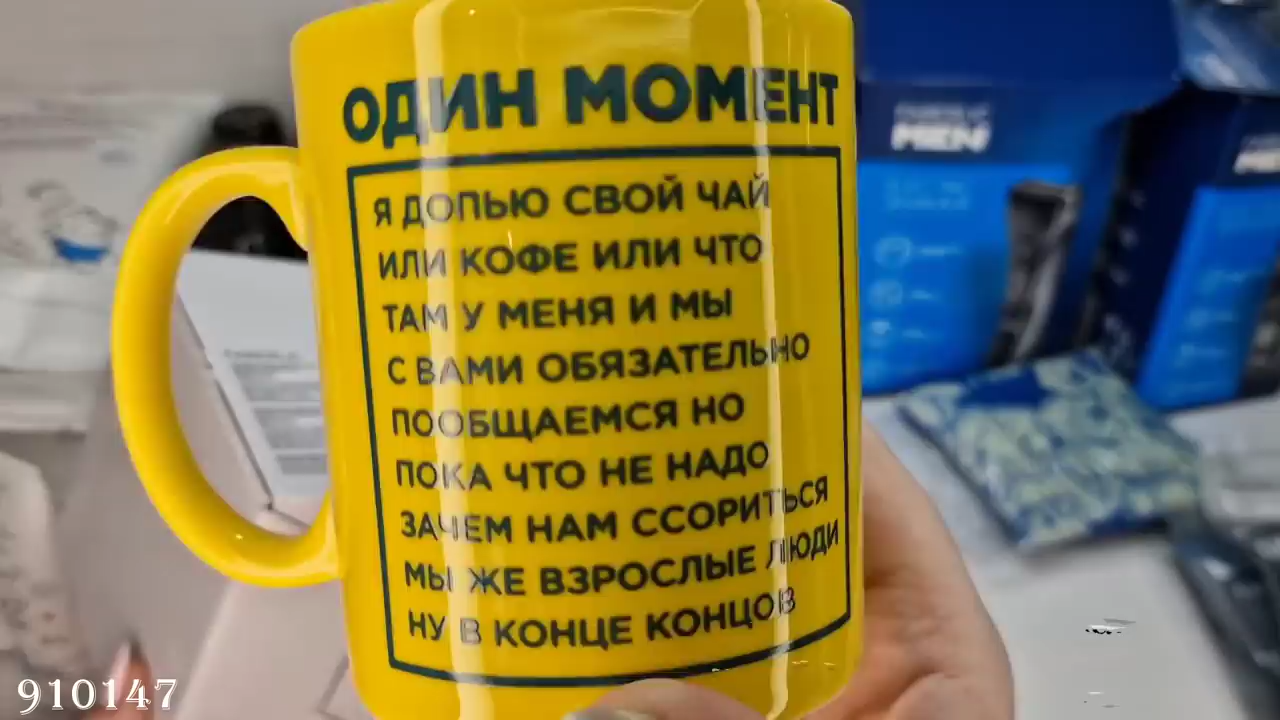 ОДИН МОМЕНТ
Я ДОПЬЮ СВОЙ ЧАЙ
ИЛИ КОФЕ ИЛИ ЧТО
ТАМ У МЕНЯ И МЫ
С ВАМИ ОБЯЗАТЕЛЬНО
ПООБЩАЕМСЯ НО
ПОКА ЧТО НЕ НАДО
ЗАЧЕМ НАМ ССОРИТЬСЯ
МЫ ЖЕ ВЗРОСЛЫЕ ЛЮДИ
НУ В КОНЦЕ КОНЦОВ
MEN
910147